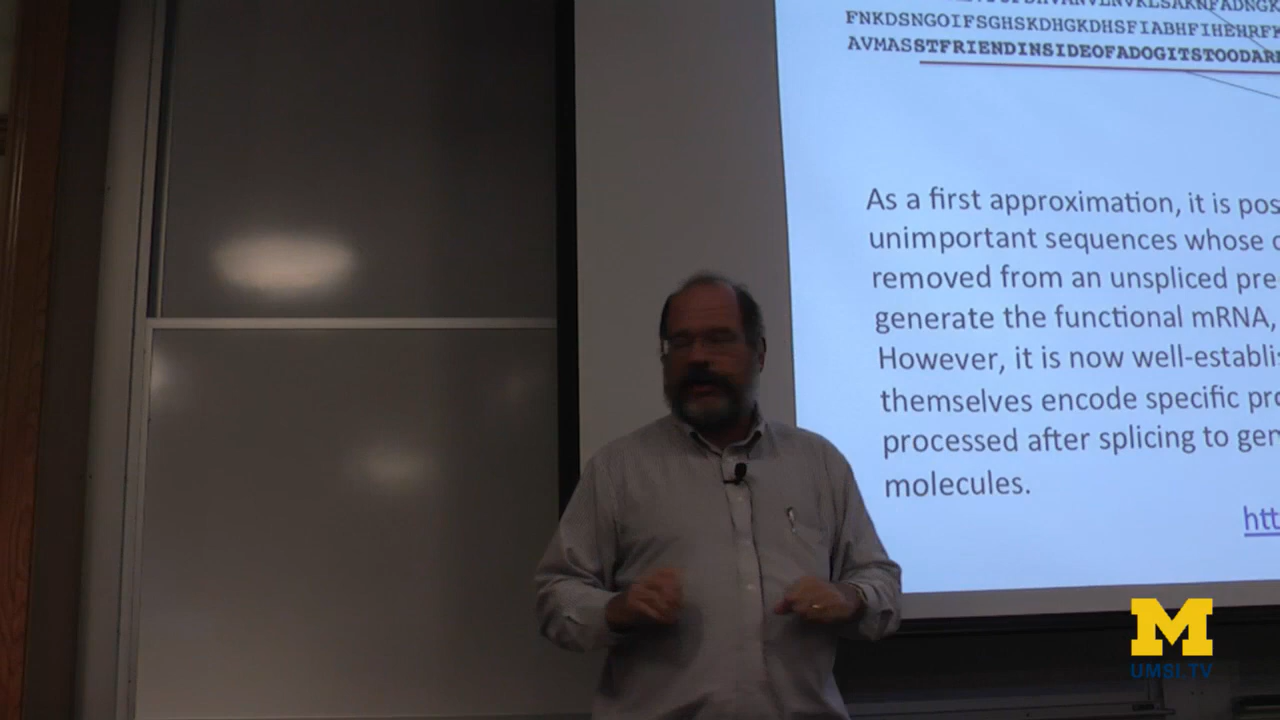 FNKDSNGOIFSGHSKDHGKDHSFIABHFIHEHRFK
AVMASSTFRIENDINSIDEOFADOGITSTOODAR
As a first approximation, it is pos
unimportant sequences whose
removed from an unspliced pre
generate the functional mRNA,
However, it is now well-establi
themselves encode specific pro
processed after splicing to gen
molecules.
htt
M
UMSI.TV